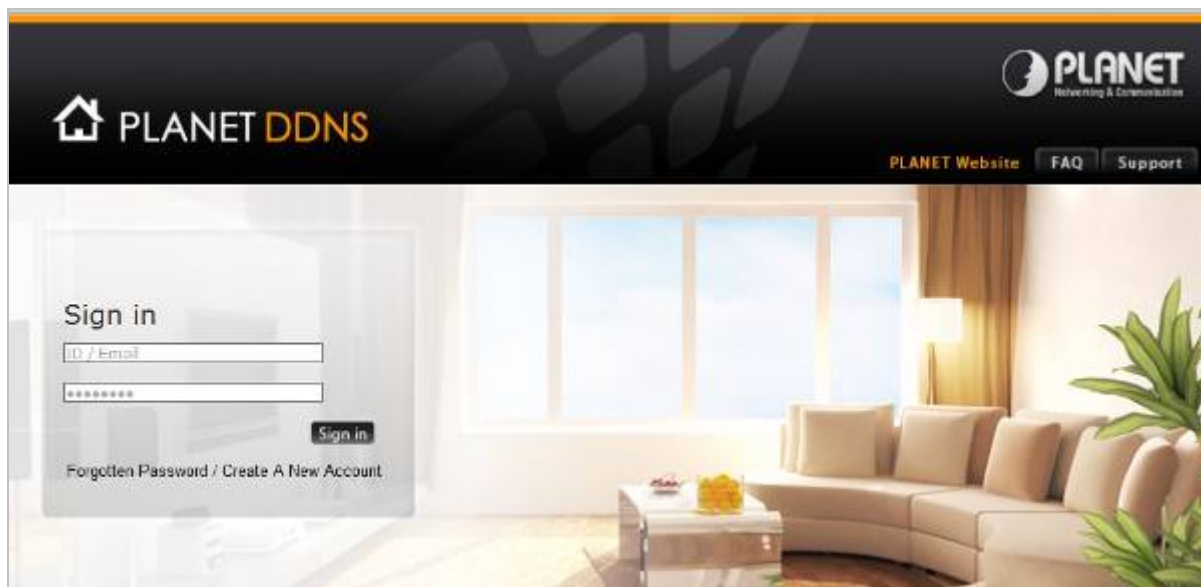 PLANET
Networking & Communication
PLANET DDNS
PLANET Website
FAQ
Support
Sign in
ID / Email
••••••••
Sign in
Forgotten Password / Create A New Account